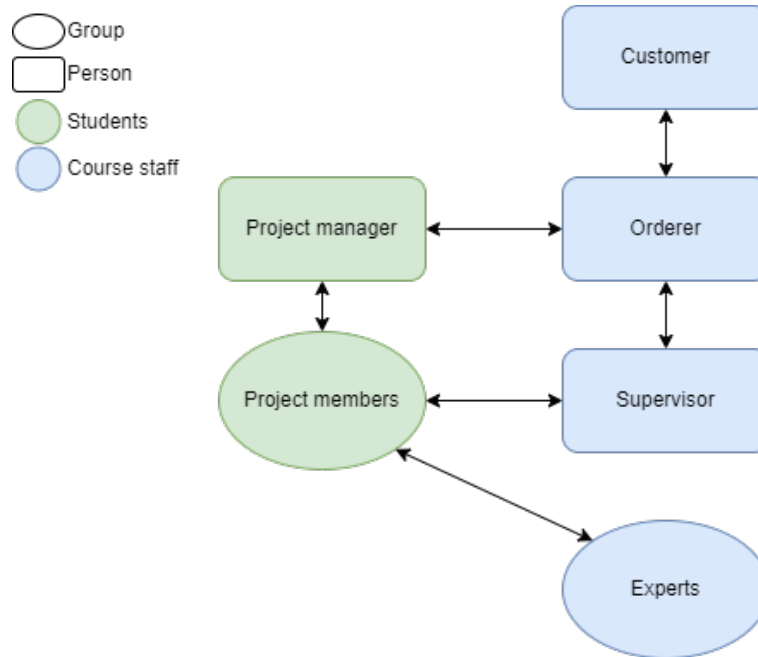 Group
Person
Students
Course staff
Customer
Project manager
Orderer
Project members
Supervisor
Experts